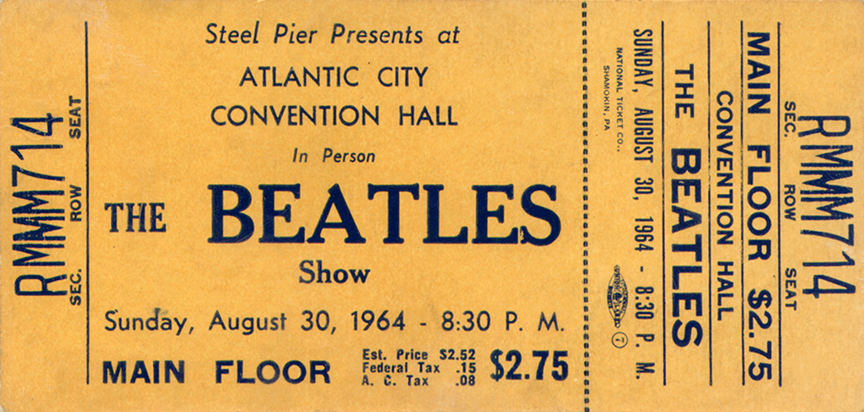 RMMM714
SEC. ROW SEAT
Steel Pier Presents at
ATLANTIC CITY
CONVENTION HALL
In Person
THE BEATLES
Show
Sunday, August 30, 1964 - 8:30 P. M.
MAIN FLOOR
Est. Price $2.52
Federal Tax .15
A. C. Tax .08
$2.75
RMMM714
SEC. ROW SEAT
MAIN FLOOR $2.75
CONVENTION HALL
THE BEATLES
SUNDAY, AUGUST 30, 1964 - 8:30 P. M.
NATIONAL TICKET CO.,
SHAMOKIN, PA
7